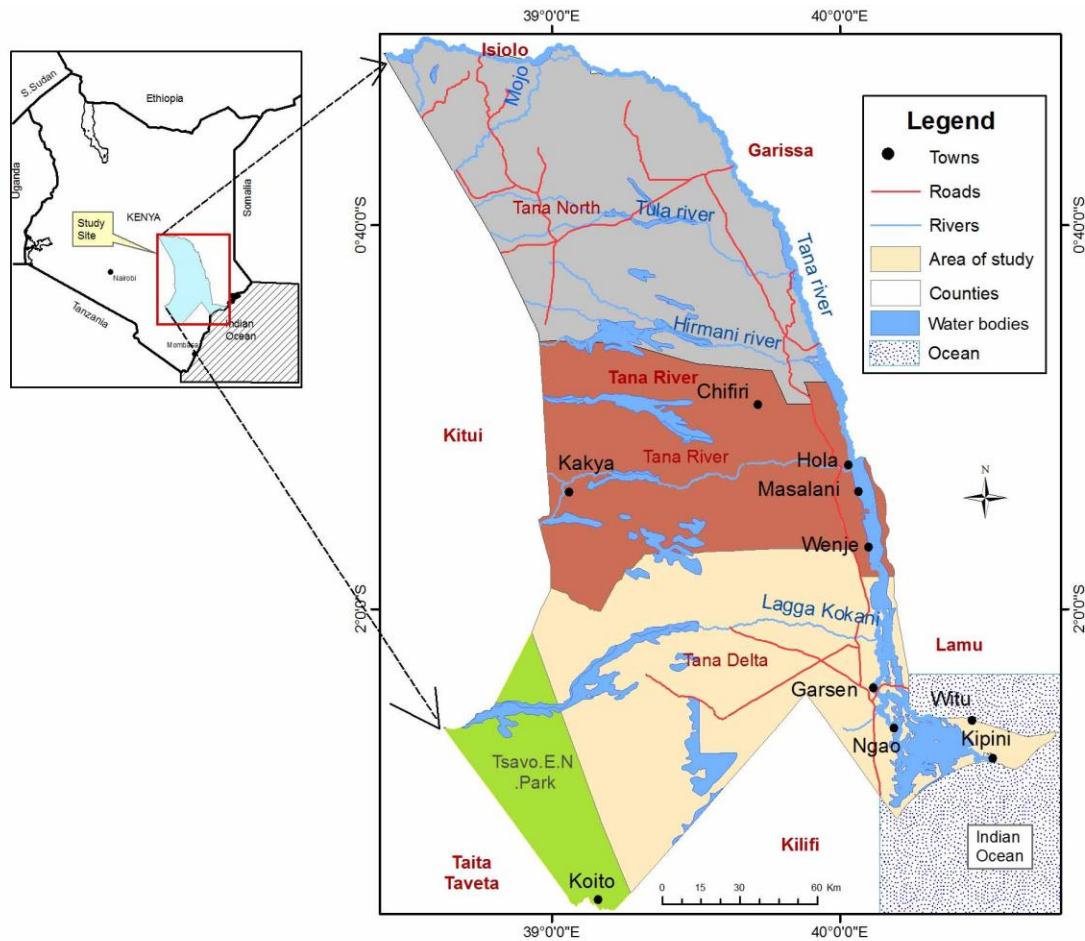 39°0'0"E
40°0'0"E
S.Sudan
Ethiopia
Uganda
Somalia
KENYA
Study
Site
Nairobi
Tanzania
Indian
Ocean
Mombasa
Isiolo
Mojo
Garissa
Tana North
Tula river
Tana river
Hirmani river
0°40'S
0°40'S
Legend
Towns
Roads
Rivers
Area of study
Counties
Water bodies
Ocean
Tana River
Chifiri
Kitui
Tana River
Kakya
Hola
Masalani
Wenje
N
2°0'0"S
2°0'0"S
Lagga Kokani
Lamu
Tana Delta
Garsen
Witu
Ngao
Kipini
Tsavo.E.N
.Park
Taita
Taveta
Kilifi
Indian
Ocean
Koito
0 15 30 60 Km
39°0'0"E
40°0'0"E